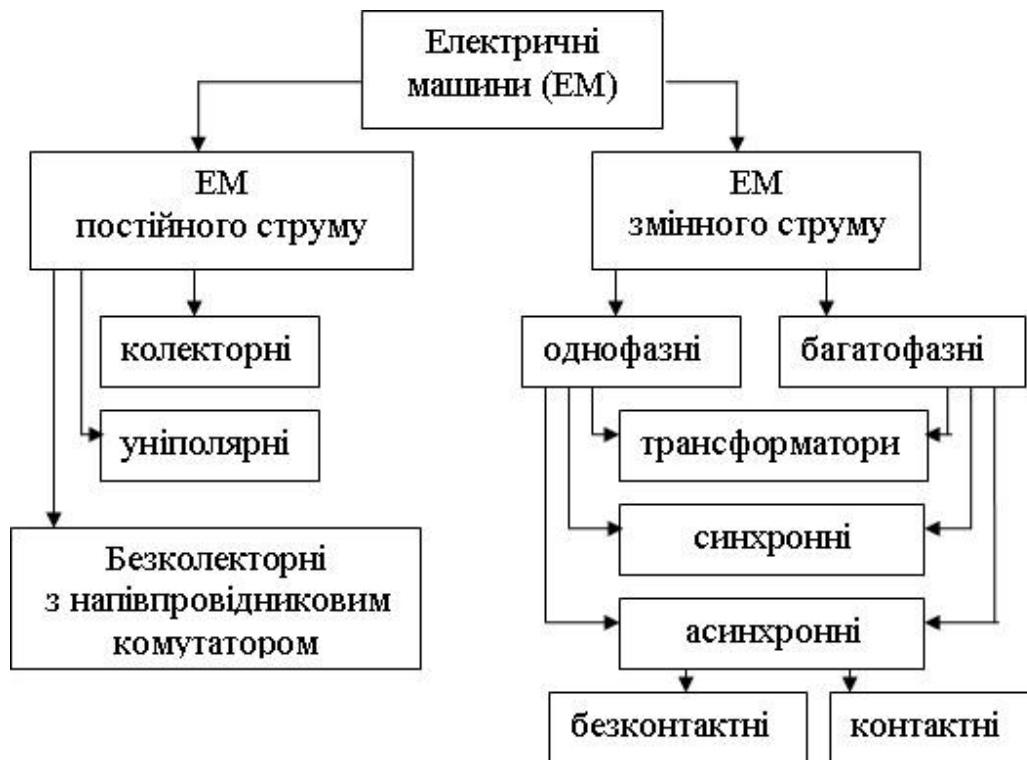 Електричні
машини (ЕМ)
ЕМ
постійного струму
ЕМ
змінного струму
колекторні
однофазні
багатофазні
уніполярні
трансформатори
синхронні
Безколекторні
з напівпровідниковим
комутатором
асинхронні
безконтактні
контактні